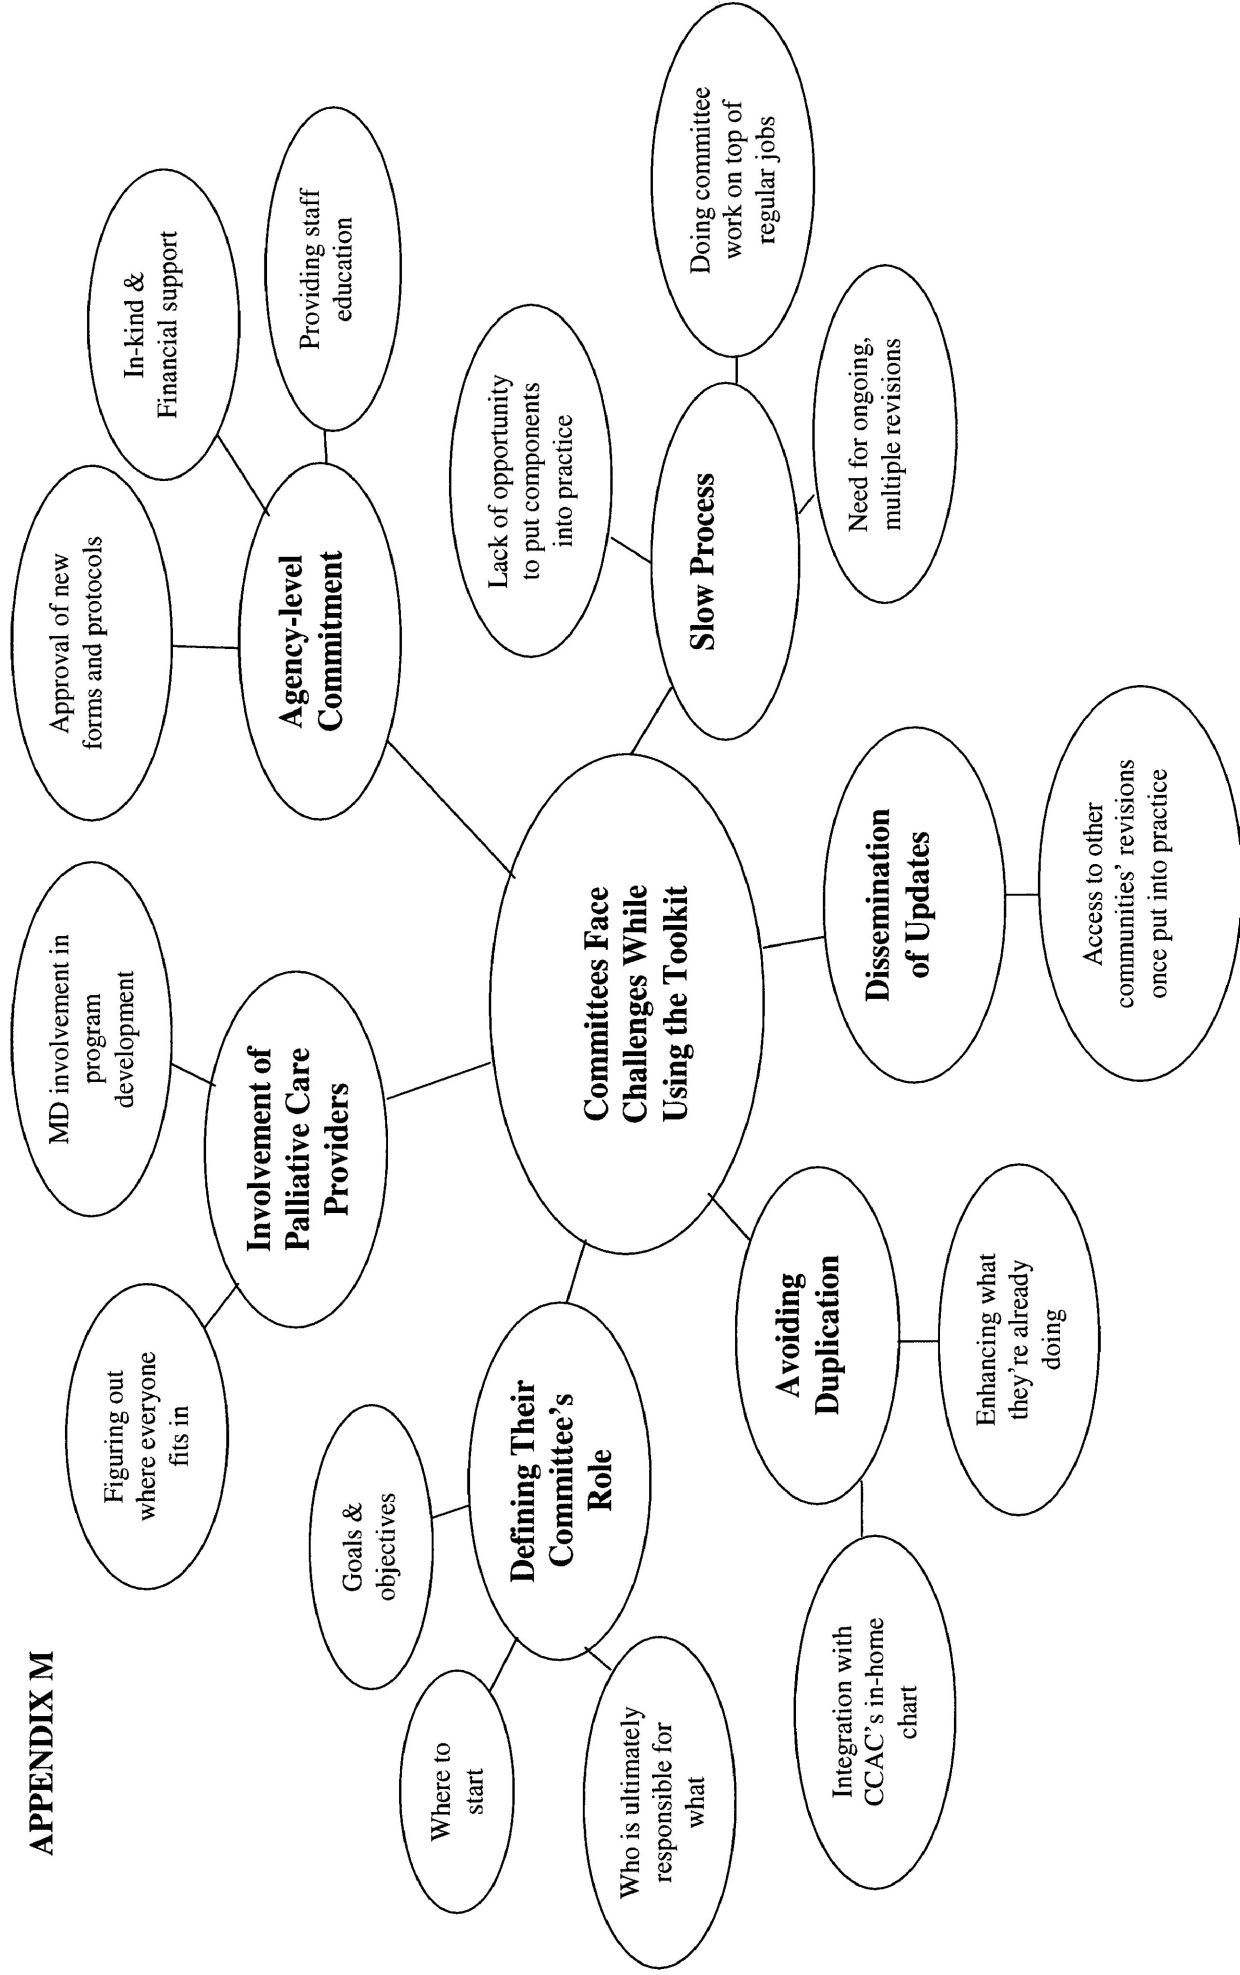 APPENDIX M
Figuring out
where everyone
fits in
MD involvement in
program
development
Approval of new
forms and protocols
In-kind &
Financial support
Providing staff
education
Involvement of
Palliative Care
Providers
Agency-level
Commitment
Goals &
objectives
Where to
start
Who is ultimately
responsible for
what
Defining Their
Committee's
Role
Committees Face
Challenges While
Using the Toolkit
Lack of opportunity
to put components
into practice
Slow Process
Doing committee
work on top of
regular jobs
Need for ongoing,
multiple revisions
Avoiding
Duplication
Integration with
CCAC's in-home
chart
Enhancing what
they're already
doing
Dissemination
of Updates
Access to other
communities' revisions
once put into practice